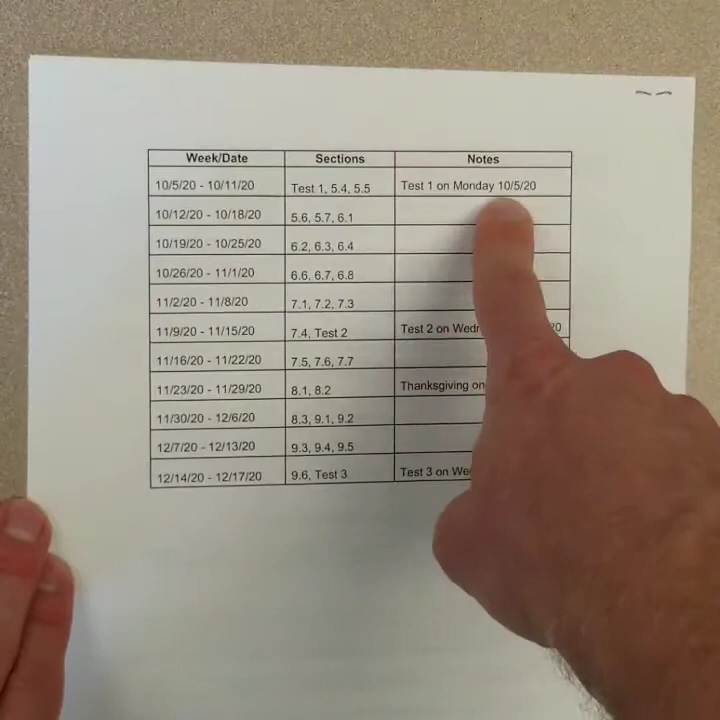 Week/Date Sections Notes
10/5/20 - 10/11/20 Test 1, 5.4, 5.5 Test 1 on Monday 10/5/20
10/12/20 - 10/18/20 5.6, 5.7, 6.1
10/19/20 - 10/25/20 6.2, 6.3, 6.4
10/26/20 - 11/1/20 6.6, 6.7, 6.8
11/2/20 - 11/8/20 7.1, 7.2, 7.3
11/9/20 - 11/15/20 7.4, Test 2 Test 2 on
11/16/20 - 11/22/20 7.5, 7.6, 7.7
11/23/20 - 11/29/20 8.1, 8.2 Thanksgiving on
11/30/20 - 12/6/20 8.3, 9.1, 9.2
12/7/20 - 12/13/20 9.3, 9.4, 9.5
12/14/20 - 12/17/20 9.6, Test 3 Test 3 on